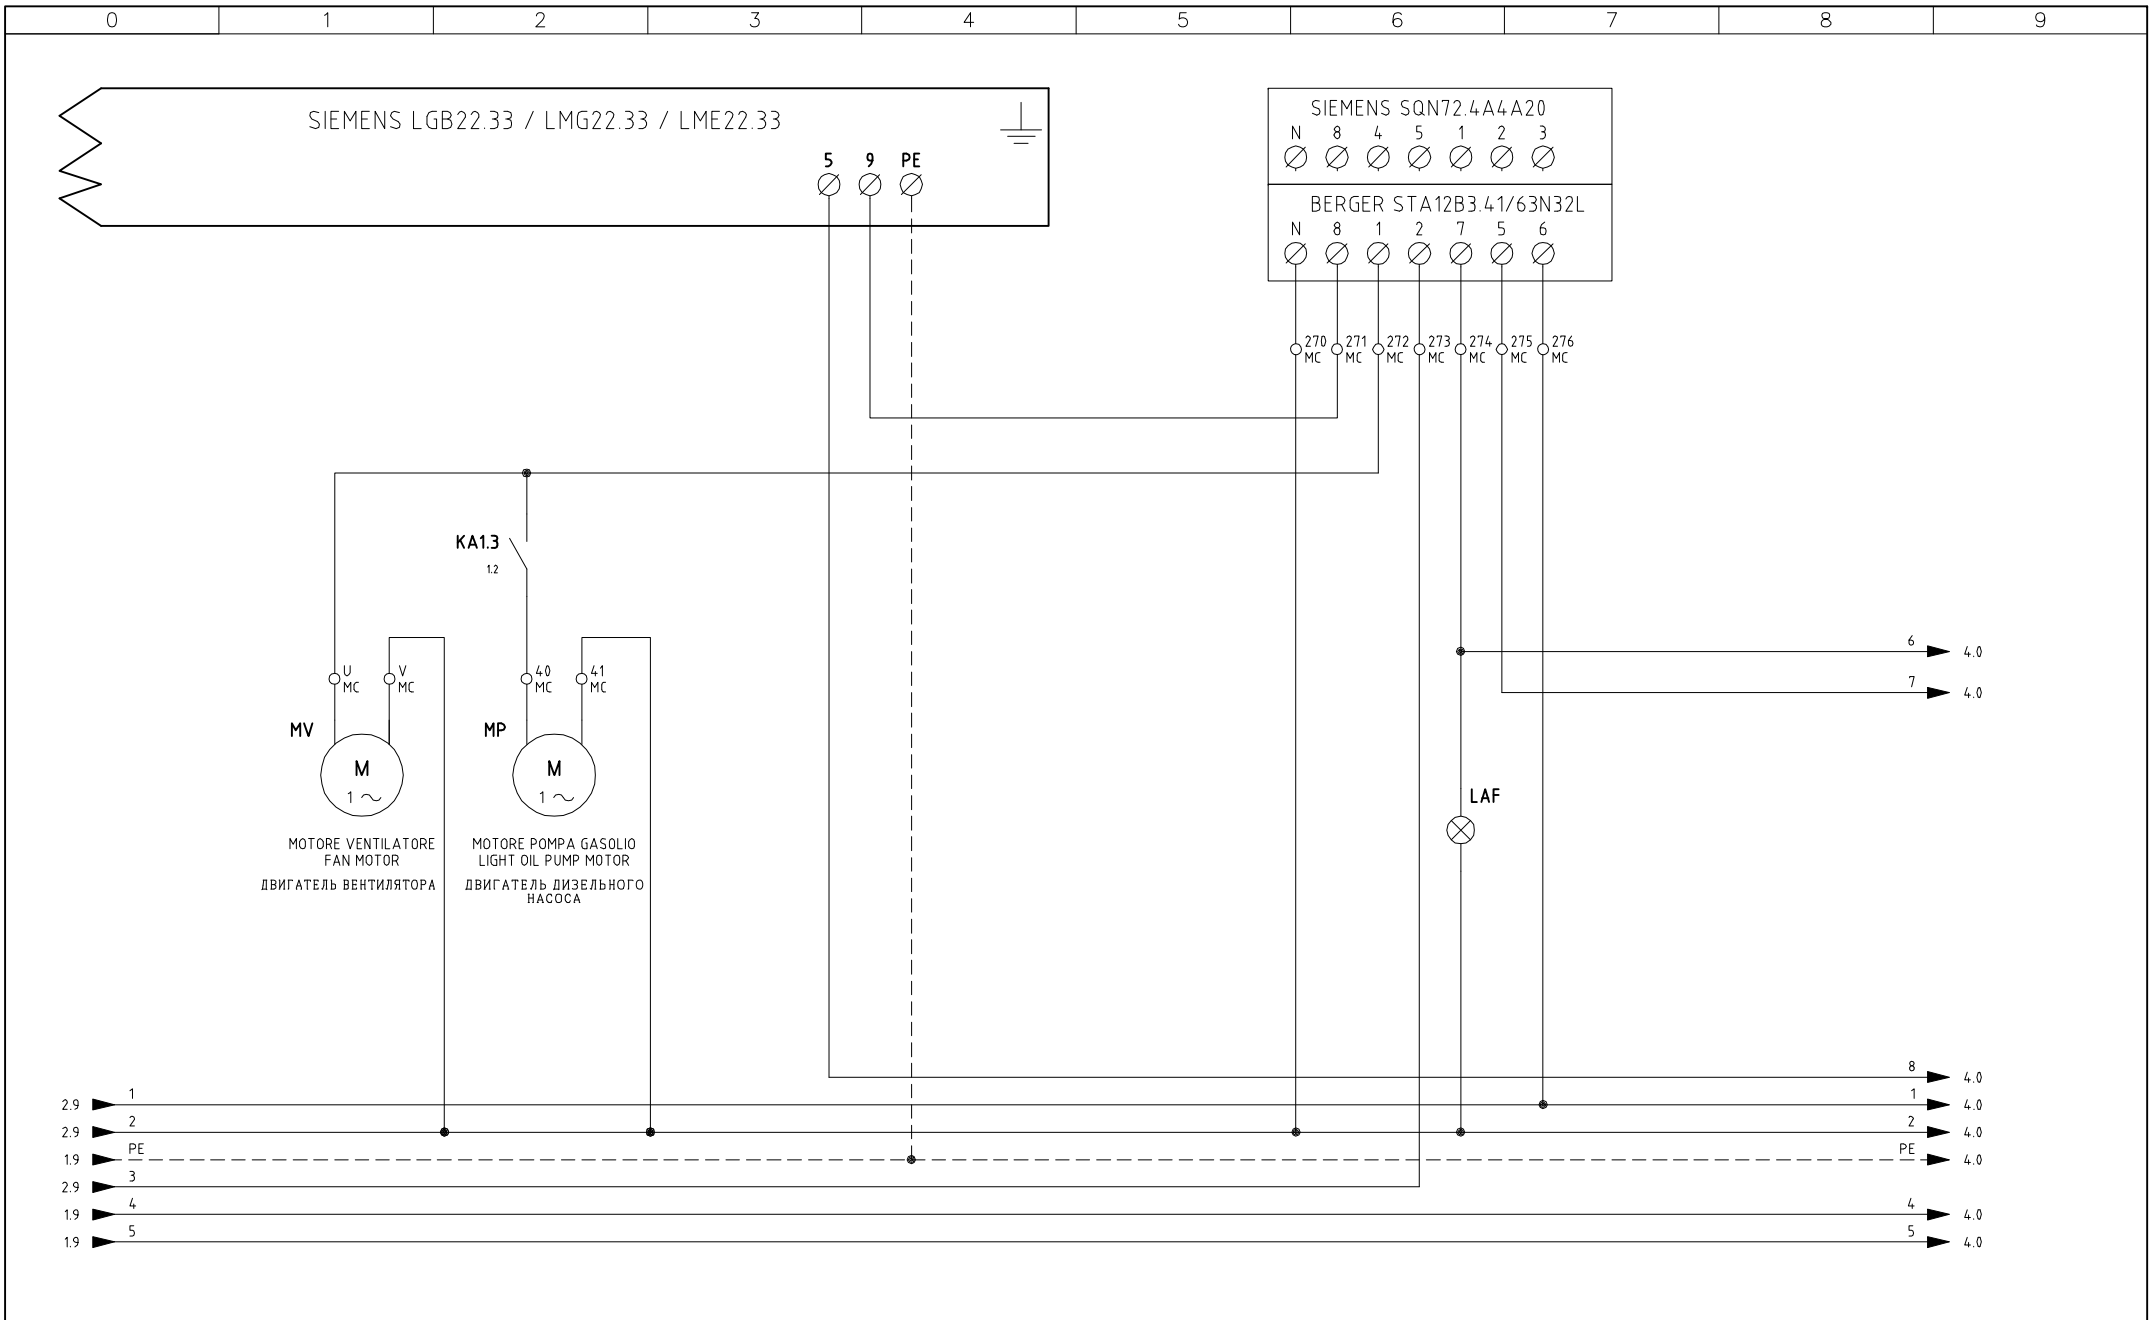 0 1 2 3 4 5 6 7 8 9
SIEMENS LGB22.33 / LMG22.33 / LME22.33
5 9 PE
SIEMENS SQN72.4A4A20
N 8 4 5 1 2 3
BERGER STA12B3.41/63N32L
N 8 1 2 7 5 6
270 271 272 273 274 275 276
MC MC MC MC MC MC MC
KA1.3
1.2
6
4.0
7
4.0
U V 40 41
MC MC MC MC
MV MP
M M
1 1
LAF
MOTORE VENTILATORE
FAN MOTOR
ДВИГАТЕЛЬ ВЕНТИЛЯТОРА
MOTORE POMPA GASOLIO
LIGHT OIL PUMP MOTOR
ДВИГАТЕЛЬ ДИЗЕЛЬНОГО
НАСОСА
8 4.0
2.9 1 1 4.0
2.9 2 2 4.0
1.9 PE PE 4.0
2.9 3
1.9 4 4 4.0
1.9 5 5 4.0